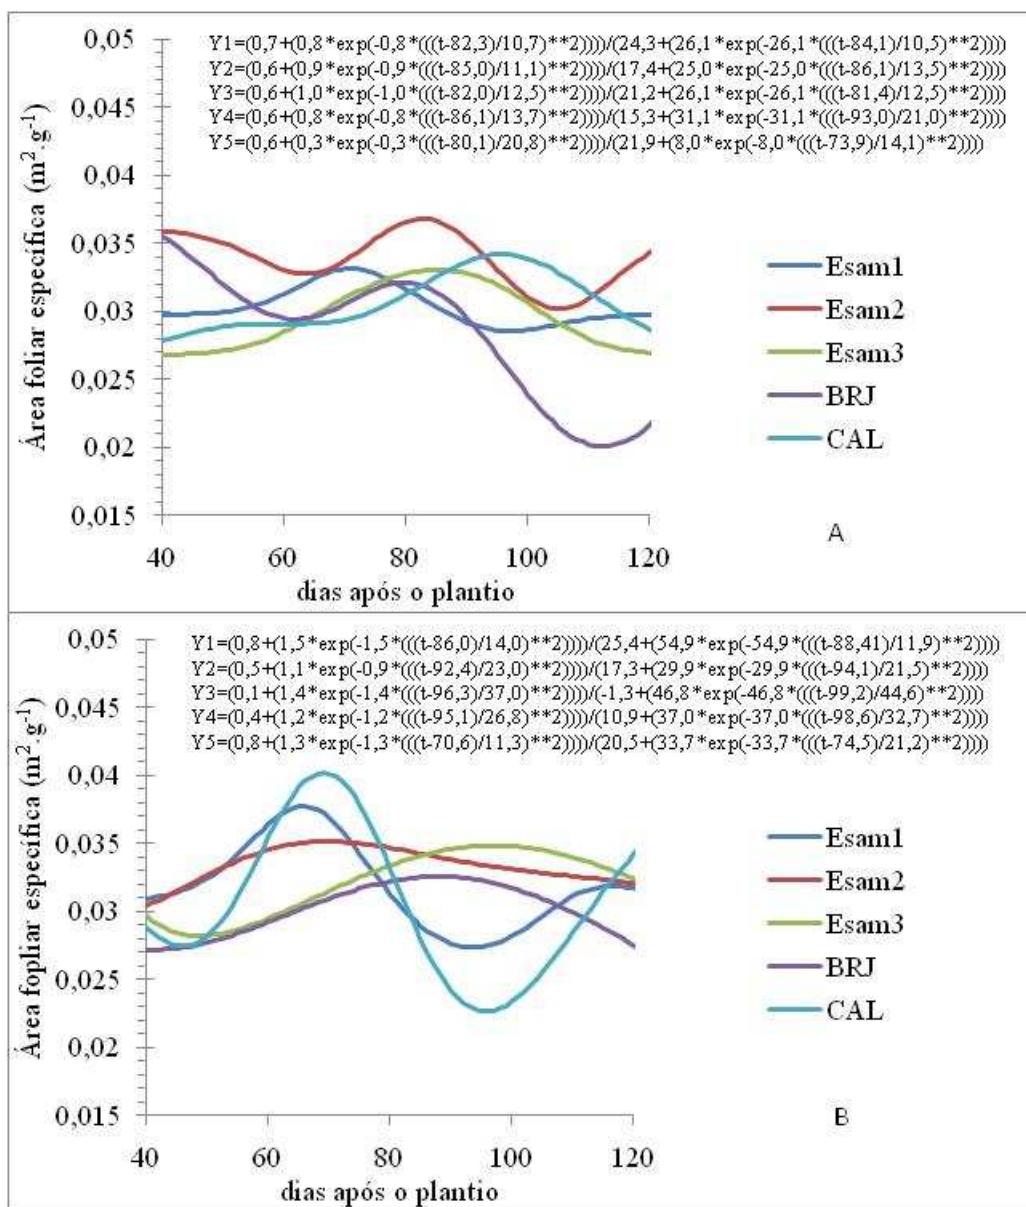 0,05
Y1=(0,7+(0,8*exp(-0,8*(((t-82,3)/10,7)**2))))/(24,3+(26,1*exp(-26,1*(((t-84,1)/10,5)**2))))
Y2=(0,6+(0,9*exp(-0,9*(((t-85,0)/11,1)**2))))/(17,4+(25,0*exp(-25,0*(((t-86,1)/13,5)**2))))
Y3=(0,6+(1,0*exp(-1,0*(((t-82,0)/12,5)**2))))/(21,2+(26,1*exp(-26,1*(((t-81,4)/12,5)**2))))
Y4=(0,6+(0,8*exp(-0,8*(((t-86,1)/13,7)**2))))/(15,3+(31,1*exp(-31,1*(((t-93,0)/21,0)**2))))
Y5=(0,6+(0,3*exp(-0,3*(((t-80,1)/20,8)**2))))/(21,9+(8,0*exp(-8,0*(((t-73,9)/14,1)**2))))
0,045
0,04
0,035
0,03
0,025
0,02
0,015
Área foliar específica (m².g⁻¹)
Esam1
Esam2
Esam3
BRJ
CAL
A
40 60 80 100 120
dias após o plantio
0,05
Y1=(0,8+(1,5*exp(-1,5*(((t-86,0)/14,0)**2))))/(25,4+(54,9*exp(-54,9*(((t-88,41)/11,9)**2))))
Y2=(0,5+(1,1*exp(-0,9*(((t-92,4)/23,0)**2))))/(17,3+(29,9*exp(-29,9*(((t-94,1)/21,5)**2))))
Y3=(0,1+(1,4*exp(-1,4*(((t-96,3)/37,0)**2))))/(-1,3+(46,8*exp(-46,8*(((t-99,2)/44,6)**2))))
Y4=(0,4+(1,2*exp(-1,2*(((t-95,1)/26,8)**2))))/(10,9+(37,0*exp(-37,0*(((t-98,6)/32,7)**2))))
Y5=(0,8+(1,3*exp(-1,3*(((t-70,6)/11,3)**2))))/(20,5+(33,7*exp(-33,7*(((t-74,5)/21,2)**2))))
0,045
0,04
0,035
0,03
0,025
0,02
0,015
Área fopliar específica (m².g⁻¹)
Esam1
Esam2
Esam3
BRJ
CAL
B
40 60 80 100 120
dias após o plantio